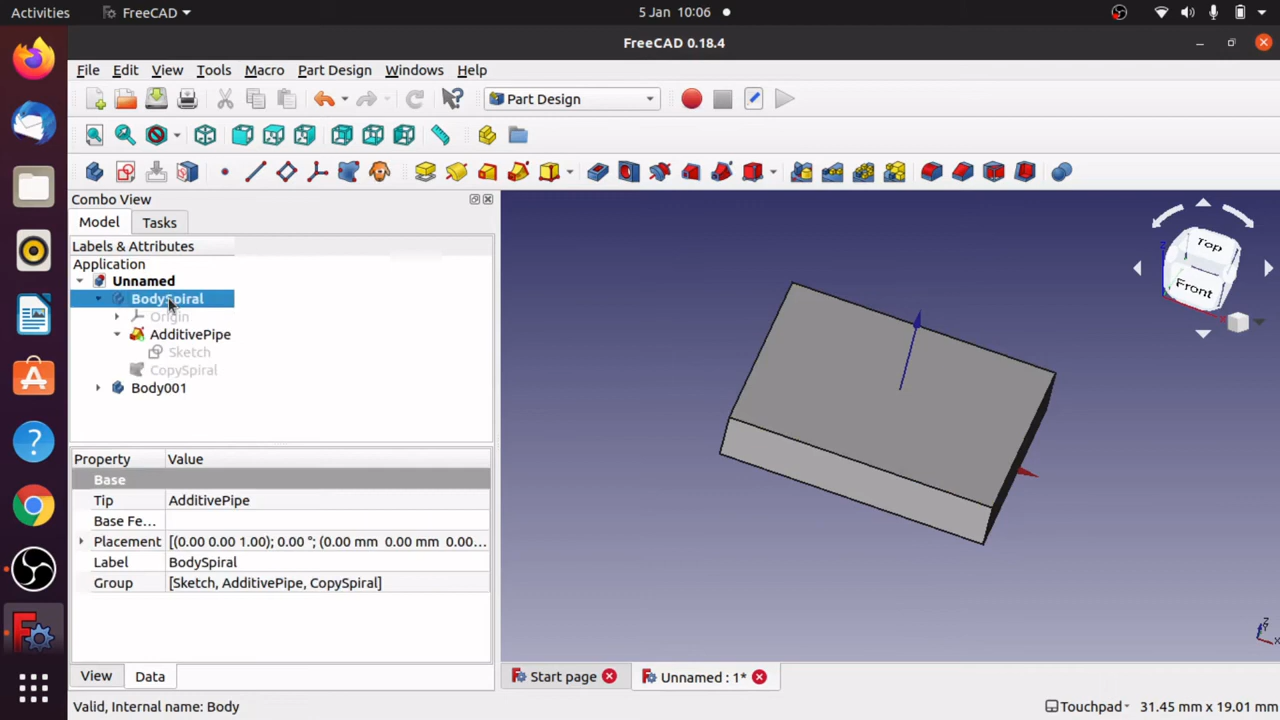 Activities
FreeCAD
5 Jan 10:06
FreeCAD 0.18.4
File Edit View Tools Macro Part Design Windows Help
Part Design
Combo View
Model Tasks
Labels & Attributes
Application
Unnamed
BodySpiral
Origin
AdditivePipe
Sketch
CopySpiral
Body001
Property Value
Base
Tip AdditivePipe
Base Fe...
Placement [(0.00 0.00 1.00); 0.00 °; (0.00 mm 0.00 mm 0.00...
Label BodySpiral
Group [Sketch, AdditivePipe, CopySpiral]
View Data
Top
Front
Z
X
Z
Y
X
Start page
Unnamed : 1*
Valid, Internal name: Body
Touchpad
31.45 mm x 19.01 mm